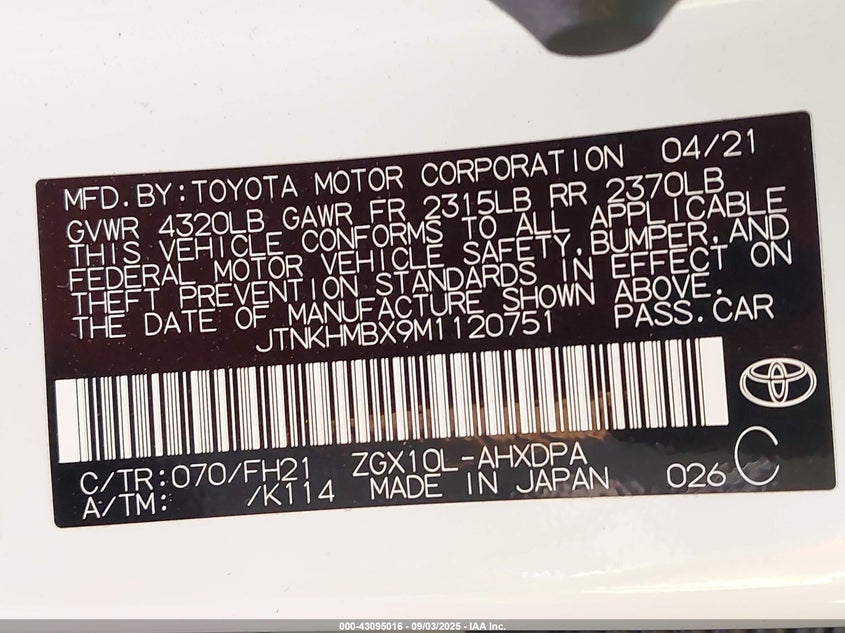 MFD.BY:TOYOTA MOTOR CORPORATION 04/21
GVWR 4320LB GAWR FR 2315LB RR 2370LB
THIS VEHICLE CONFORMS TO ALL APPLICABLE
FEDERAL MOTOR VEHICLE SAFETY,BUMPER,AND
THEFT PREVENTION STANDARDS IN EFFECT ON
THE DATE OF MANUFACTURE SHOWN ABOVE.
JTNKHMBX9M1120751 PASS.CAR
C/TR:070/FH21 ZGX10L-AHXDPA 026 C
A/TM: /K114 MADE IN JAPAN
000-43095016 - 09/03/2025 - IAA Inc.